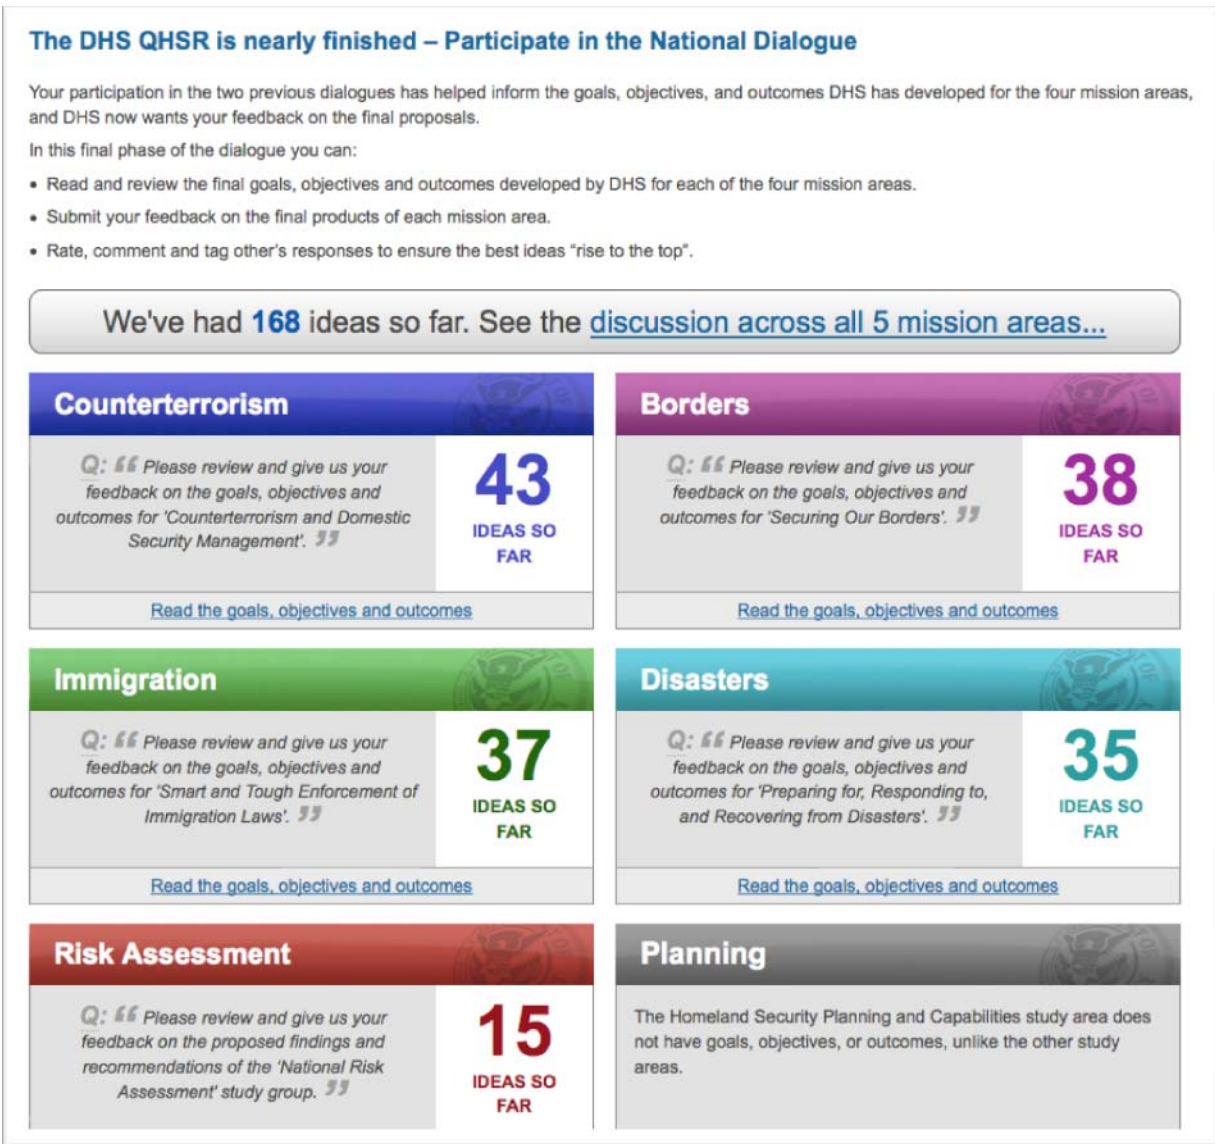 The DHS QHSR is nearly finished – Participate in the National Dialogue
Your participation in the two previous dialogues has helped inform the goals, objectives, and outcomes DHS has developed for the four mission areas,
and DHS now wants your feedback on the final proposals.
In this final phase of the dialogue you can:
• Read and review the final goals, objectives and outcomes developed by DHS for each of the four mission areas.
• Submit your feedback on the final products of each mission area.
• Rate, comment and tag other's responses to ensure the best ideas “rise to the top”.
We've had 168 ideas so far. See the discussion across all 5 mission areas...
Counterterrorism
Q: “ Please review and give us your
feedback on the goals, objectives and
outcomes for 'Counterterrorism and Domestic
Security Management'. ”
43
IDEAS SO
FAR
Read the goals, objectives and outcomes
Borders
Q: “ Please review and give us your
feedback on the goals, objectives and
outcomes for 'Securing Our Borders'. ”
38
IDEAS SO
FAR
Read the goals, objectives and outcomes
Immigration
Q: “ Please review and give us your
feedback on the goals, objectives and
outcomes for 'Smart and Tough Enforcement of
Immigration Laws'. ”
37
IDEAS SO
FAR
Read the goals, objectives and outcomes
Disasters
Q: “ Please review and give us your
feedback on the goals, objectives and
outcomes for 'Preparing for, Responding to,
and Recovering from Disasters'. ”
35
IDEAS SO
FAR
Read the goals, objectives and outcomes
Risk Assessment
Q: “ Please review and give us your
feedback on the proposed findings and
recommendations of the 'National Risk
Assessment' study group. ”
15
IDEAS SO
FAR
Planning
The Homeland Security Planning and Capabilities study area does
not have goals, objectives, or outcomes, unlike the other study
areas.